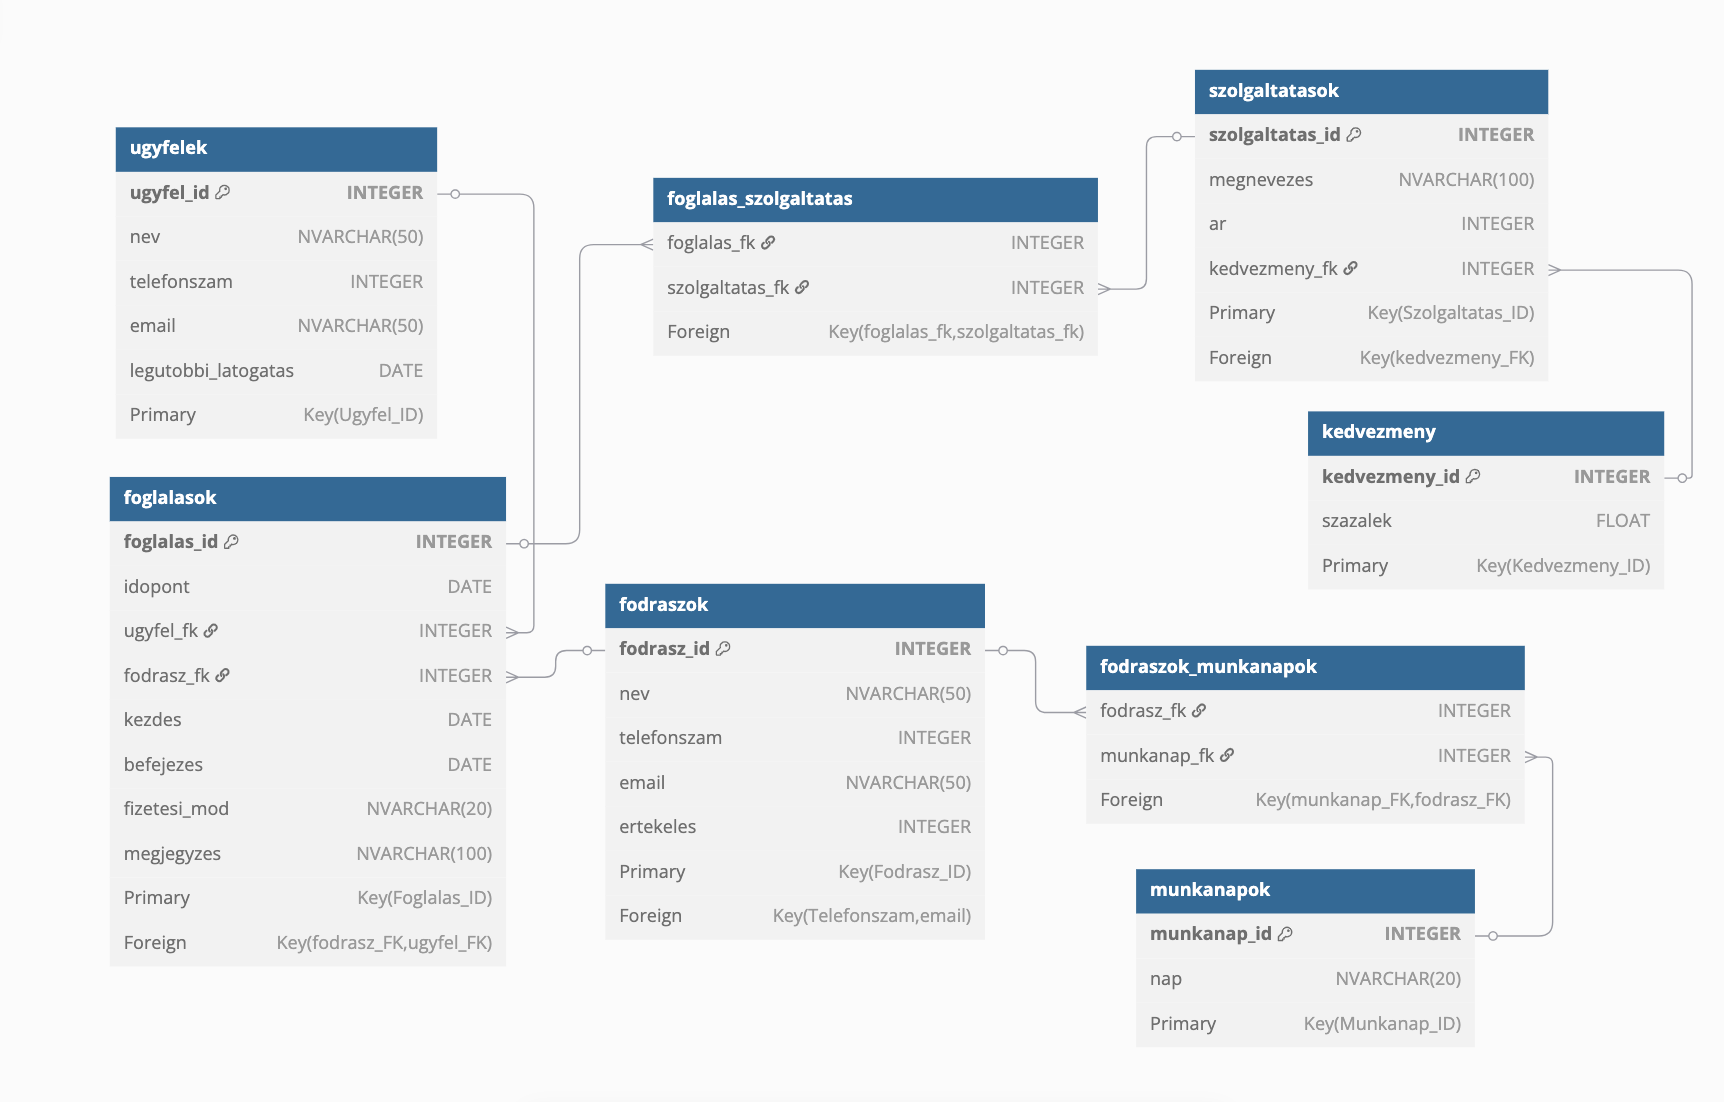 ugyfelek
ugyfel_id INTEGER
nev NVARCHAR(50)
telefonszam INTEGER
email NVARCHAR(50)
legutobbi_latogatas DATE
Primary Key(Ugyfel_ID)
foglalasok
foglalas_id INTEGER
idopont DATE
ugyfel_fk INTEGER
fodrasz_fk INTEGER
kezdes DATE
befejezes DATE
fizetesi_mod NVARCHAR(20)
megjegyzes NVARCHAR(100)
Primary Key(Foglalas_ID)
Foreign Key(fodrasz_FK,ugyfel_FK)
foglalas_szolgaltatas
foglalas_fk INTEGER
szolgaltatas_fk INTEGER
Foreign Key(foglalas_fk,szolgaltatas_fk)
fodraszok
fodrasz_id INTEGER
nev NVARCHAR(50)
telefonszam INTEGER
email NVARCHAR(50)
ertekeles INTEGER
Primary Key(Fodrasz_ID)
Foreign Key(Telefonszam,email)
szolgaltatasok
szolgaltatas_id INTEGER
megnevezes NVARCHAR(100)
ar INTEGER
kedvezmeny_fk INTEGER
Primary Key(Szolgaltatas_ID)
Foreign Key(kedvezmeny_FK)
kedvezmeny
kedvezmeny_id INTEGER
szazalek FLOAT
Primary Key(Kedvezmeny_ID)
fodraszok_munkanapok
fodrasz_fk INTEGER
munkanap_fk INTEGER
Foreign Key(munkanap_FK,fodrasz_FK)
munkanapok
munkanap_id INTEGER
nap NVARCHAR(20)
Primary Key(Munkanap_ID)